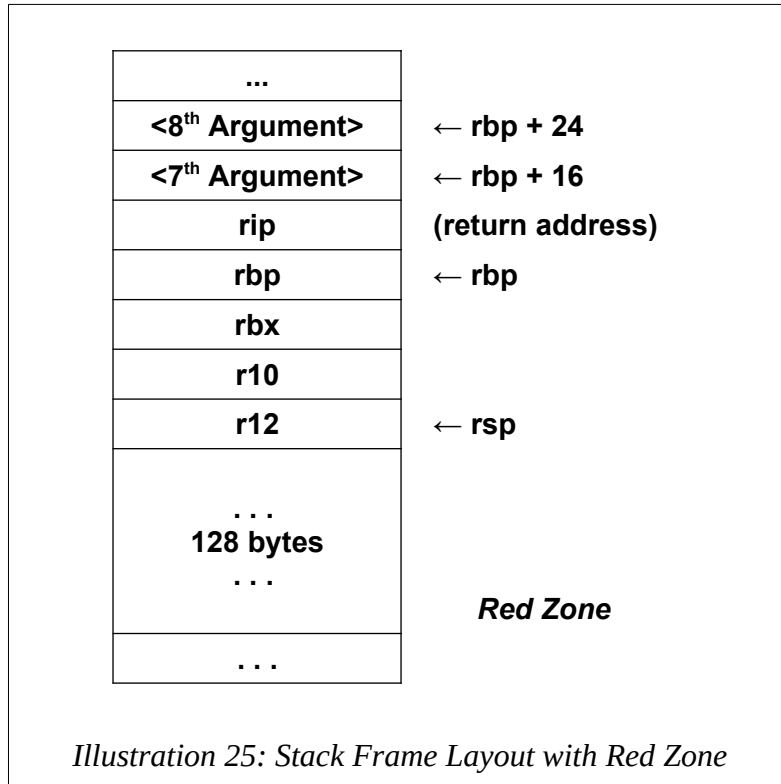 ...
<8th Argument> ← rbp + 24
<7th Argument> ← rbp + 16
rip (return address)
rbp ← rbp
rbx
r10
r12 ← rsp
. . .
128 bytes
. . .
Red Zone
. . .
Illustration 25: Stack Frame Layout with Red Zone